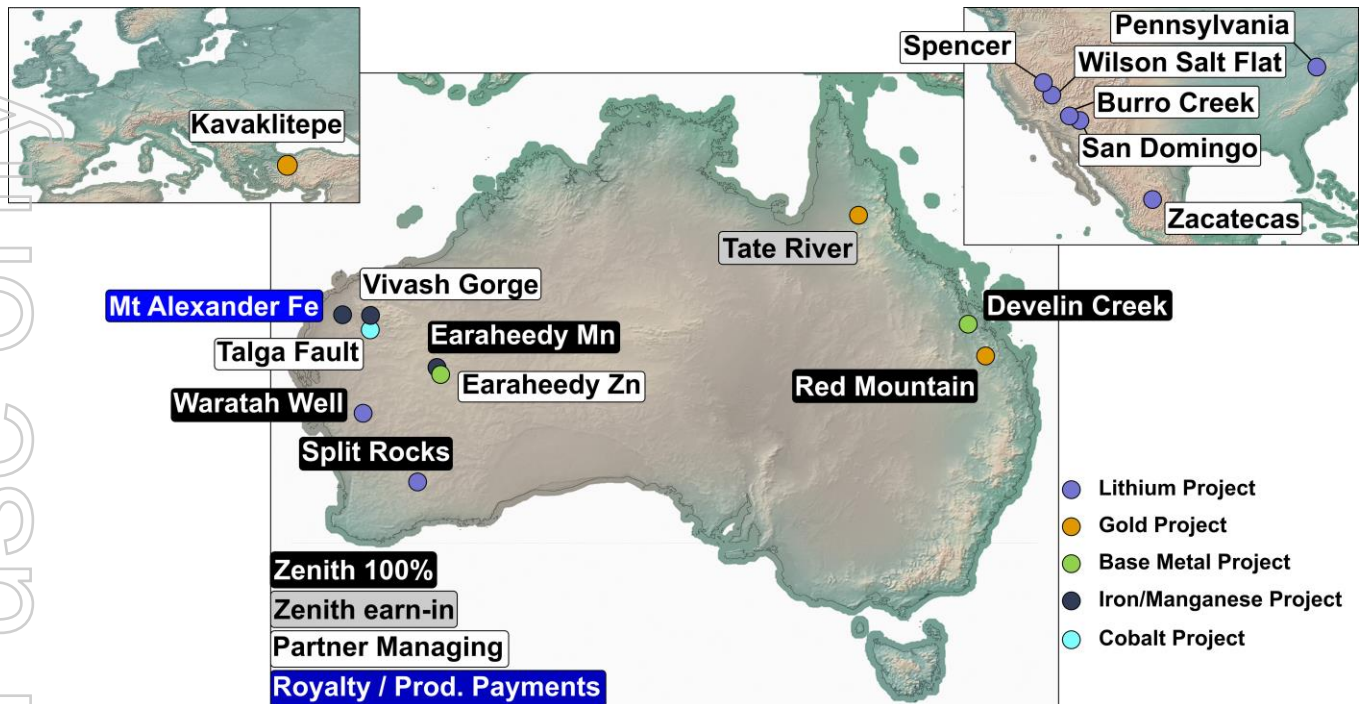 Kavaklitepe
Pennsylvania
Spencer
Wilson Salt Flat
Burro Creek
San Domingo
Zacatecas
Tate River
Vivash Gorge
Mt Alexander Fe
Develin Creek
Talga Fault
Earaheedy Mn
Earaheedy Zn
Red Mountain
Waratah Well
Split Rocks
Lithium Project
Gold Project
Base Metal Project
Iron/Manganese Project
Cobalt Project
Zenith 100%
Zenith earn-in
Partner Managing
Royalty / Prod. Payments